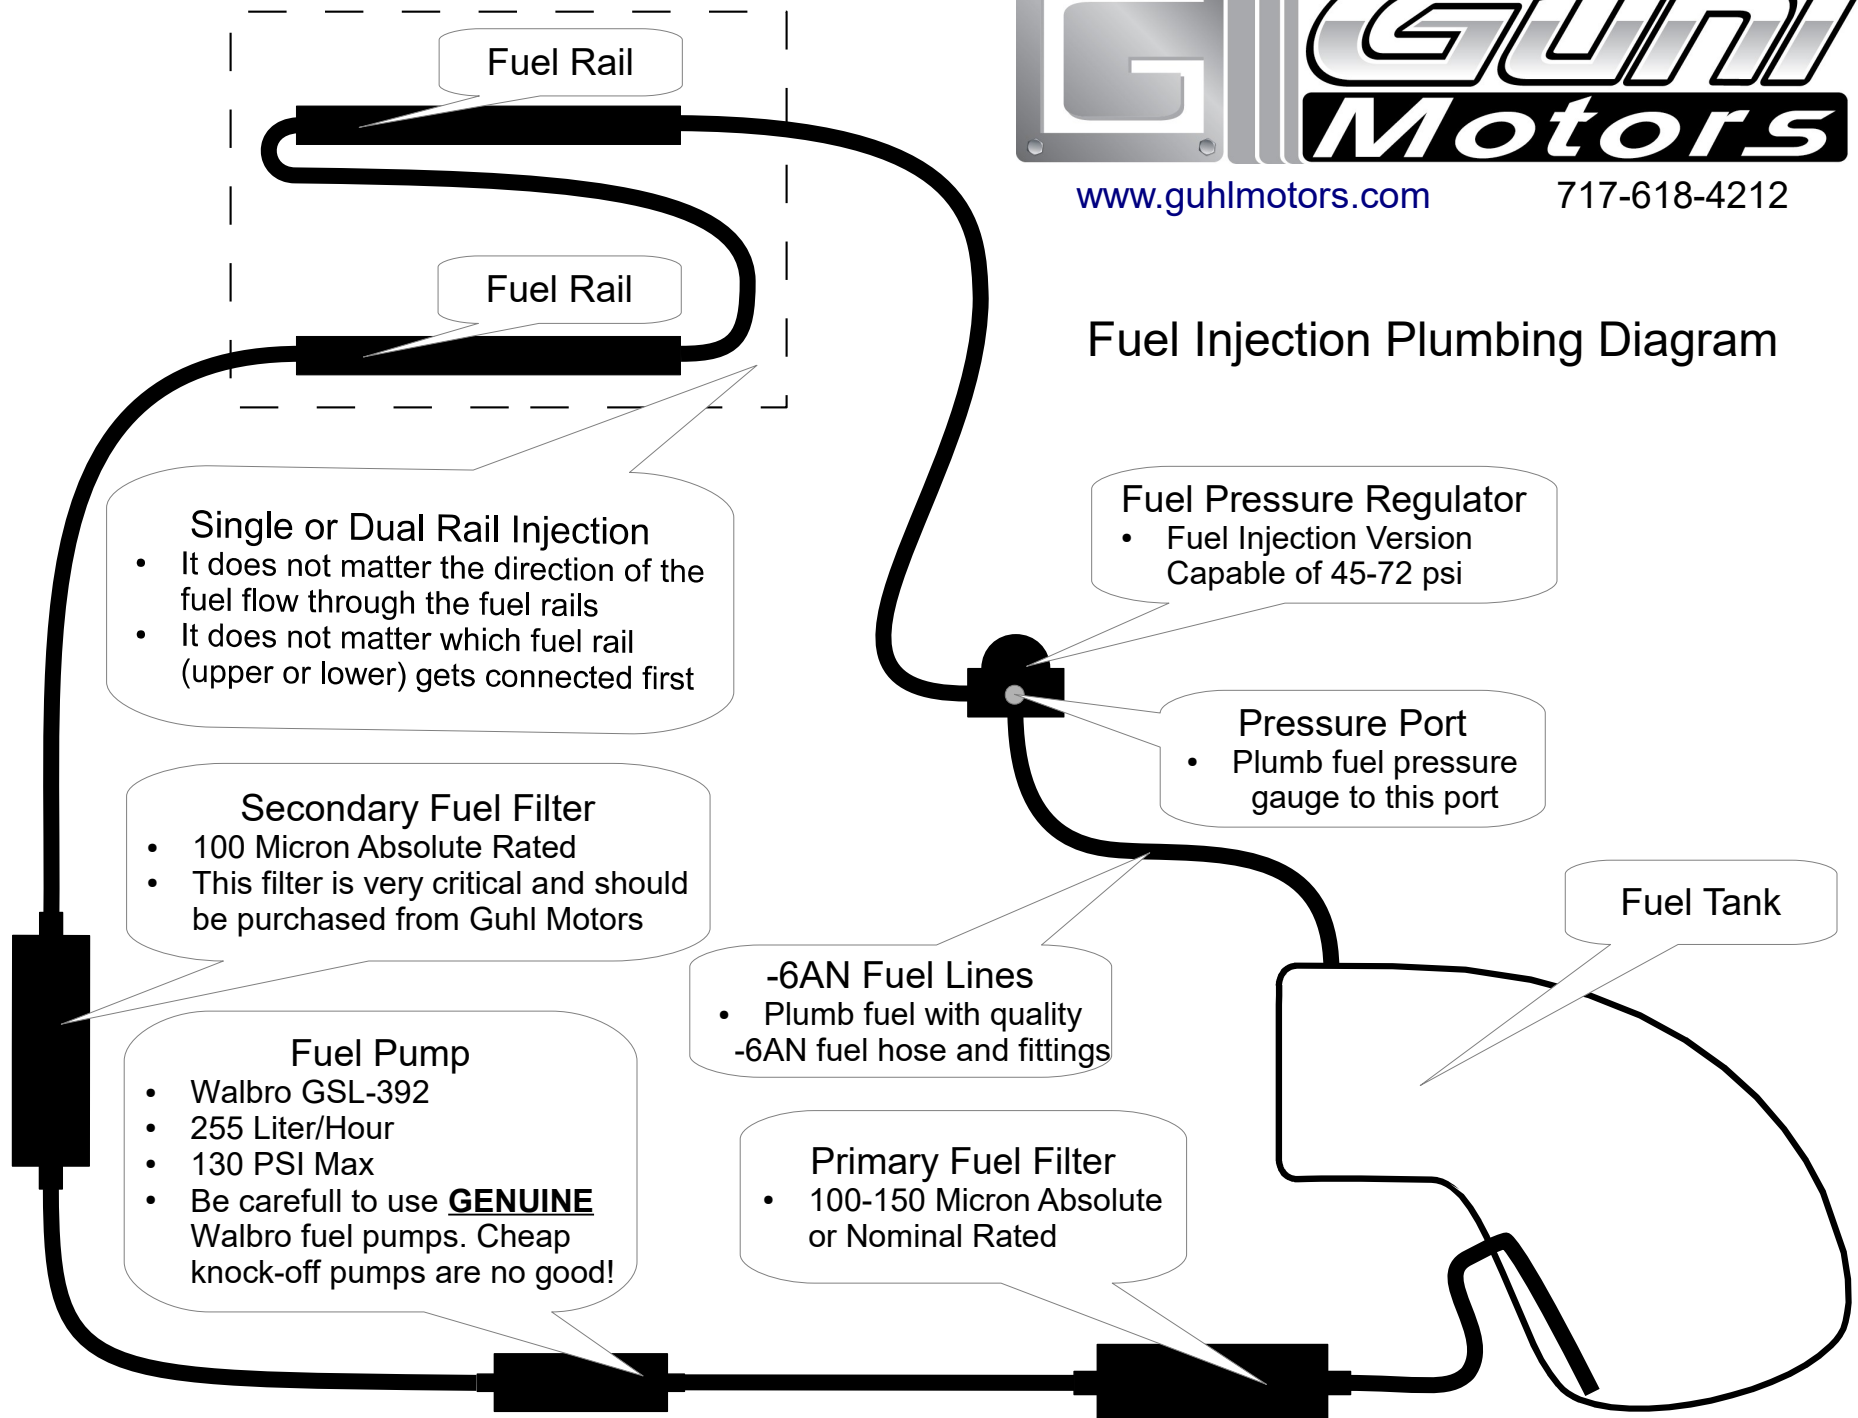 Fuel Rail
Guhl
Motors
www.guhlmotors.com 717-618-4212
Fuel Rail
Fuel Injection Plumbing Diagram
Single or Dual Rail Injection
• It does not matter the direction of the
fuel flow through the fuel rails
• It does not matter which fuel rail
(upper or lower) gets connected first
Fuel Pressure Regulator
• Fuel Injection Version
Capable of 45-72 psi
Pressure Port
• Plumb fuel pressure
gauge to this port
Secondary Fuel Filter
• 100 Micron Absolute Rated
• This filter is very critical and should
be purchased from Guhl Motors
Fuel Tank
-6AN Fuel Lines
• Plumb fuel with quality
-6AN fuel hose and fittings
Fuel Pump
• Walbro GSL-392
• 255 Liter/Hour
• 130 PSI Max
• Be carefull to use GENUINE
Walbro fuel pumps. Cheap
knock-off pumps are no good!
Primary Fuel Filter
• 100-150 Micron Absolute
or Nominal Rated